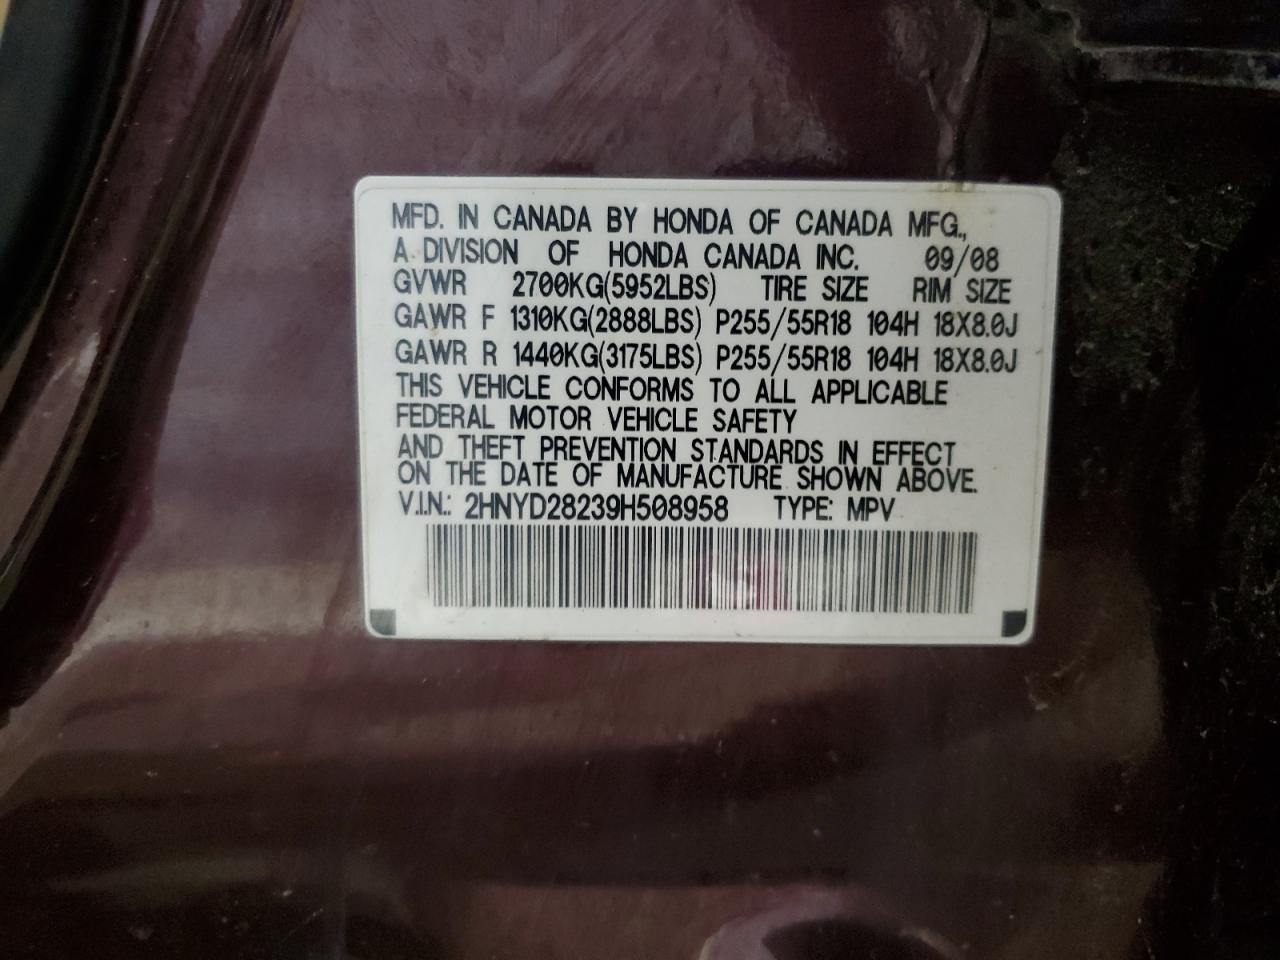 MFD. IN CANADA BY HONDA OF CANADA MFG.,
A DIVISION OF HONDA CANADA INC. 09/08
GVWR 2700KG(5952LBS) TIRE SIZE RIM SIZE
GAWR F 1310KG(2888LBS) P255/55R18 104H 18X8.0J
GAWR R 1440KG(3175LBS) P255/55R18 104H 18X8.0J
THIS VEHICLE CONFORMS TO ALL APPLICABLE
FEDERAL MOTOR VEHICLE SAFETY
AND THEFT PREVENTION STANDARDS IN EFFECT
ON THE DATE OF MANUFACTURE SHOWN ABOVE.
V.I.N.: 2HNYD28239H508958 TYPE: MPV